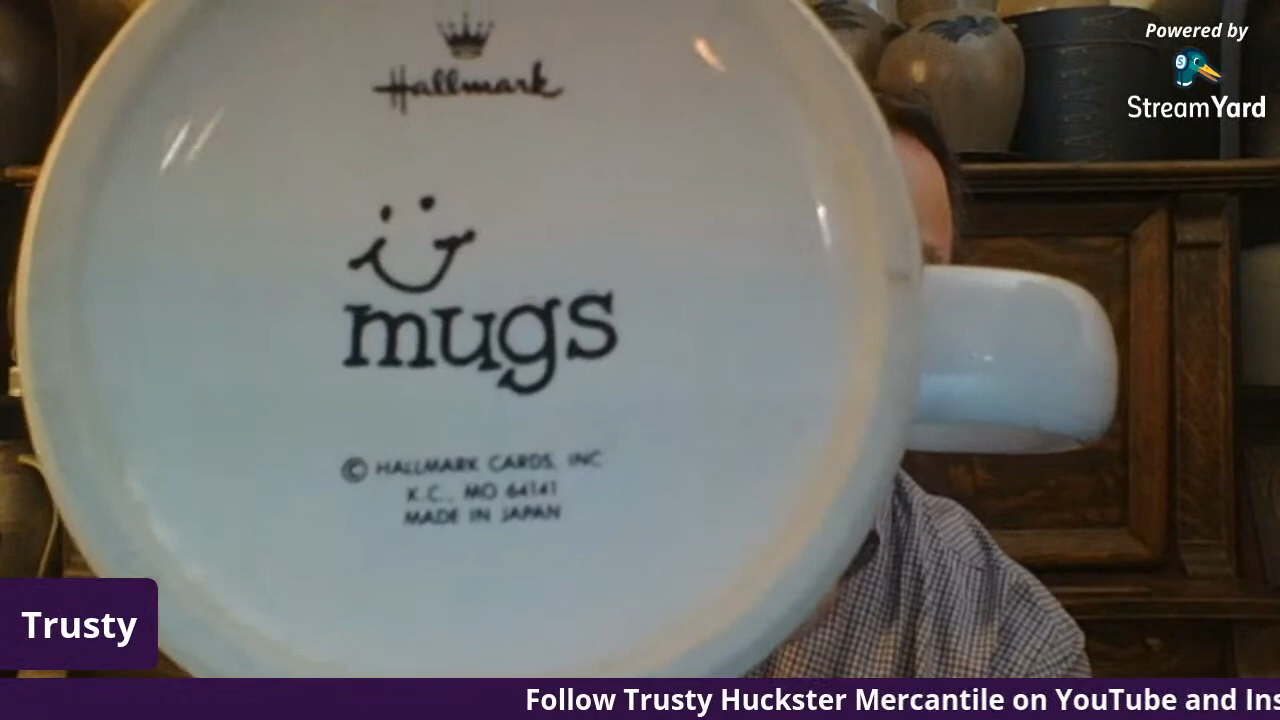 Hallmark
mugs
© HALLMARK CARDS, INC
K.C., MO 64141
MADE IN JAPAN
Powered by
StreamYard
Trusty
Follow Trusty Huckster Mercantile on YouTube and Ins